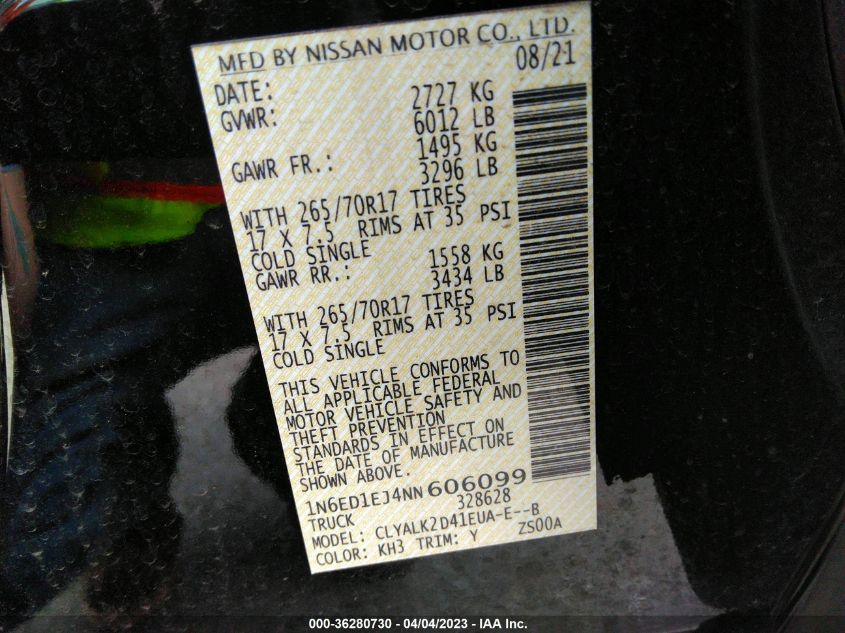 MFD BY NISSAN MOTOR CO., LTD.
DATE: 08/21
GVWR: 2727 KG
6012 LB
GAWR FR.: 1495 KG
3296 LB
WITH 265/70R17 TIRES
17 X 7.5 RIMS AT 35 PSI
COLD SINGLE
GAWR RR.: 1558 KG
3434 LB
WITH 265/70R17 TIRES
17 X 7.5 RIMS AT 35 PSI
COLD SINGLE
THIS VEHICLE CONFORMS TO
ALL APPLICABLE FEDERAL
MOTOR VEHICLE SAFETY AND
THEFT PREVENTION
STANDARDS IN EFFECT ON
THE DATE OF MANUFACTURE
SHOWN ABOVE.
1N6ED1EJ4NN606099
TRUCK 328628
MODEL: CLYALK2D41EUA-E--B
COLOR: KH3 TRIM: Y ZS00A
000-36280730 - 04/04/2023 - IAA Inc.